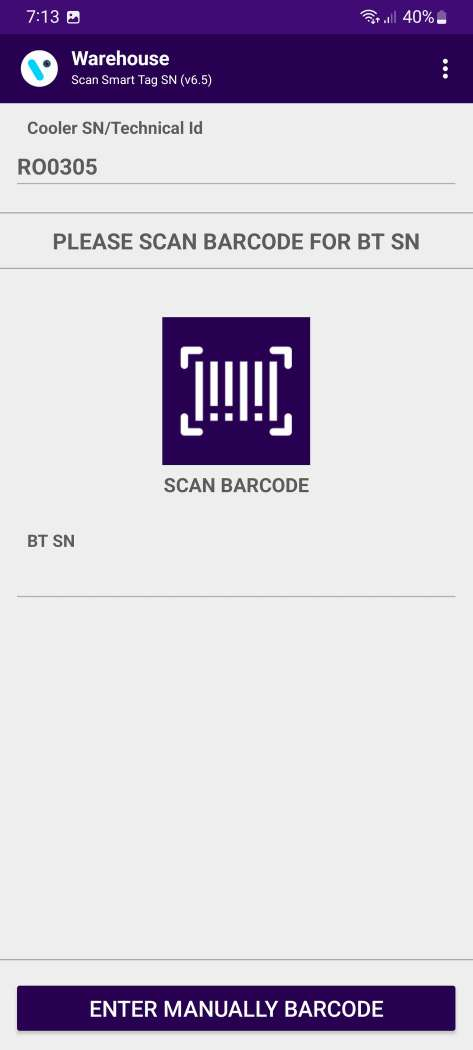 7:13
40%
Warehouse
Scan Smart Tag SN (v6.5)
Cooler SN/Technical Id
RO0305
PLEASE SCAN BARCODE FOR BT SN
SCAN BARCODE
BT SN
ENTER MANUALLY BARCODE